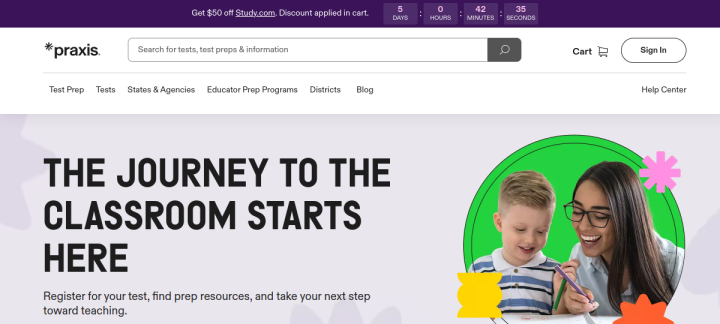 Get $50 off Study.com. Discount applied in cart.
5 : 0 : 42 : 35
DAYS HOURS MINUTES SECONDS
*praxis.
Search for tests, test preps & information
Cart
Sign In
Test Prep Tests States & Agencies Educator Prep Programs Districts Blog Help Center
THE JOURNEY TO THE
CLASSROOM STARTS
HERE
Register for your test, find prep resources, and take your next step
toward teaching.